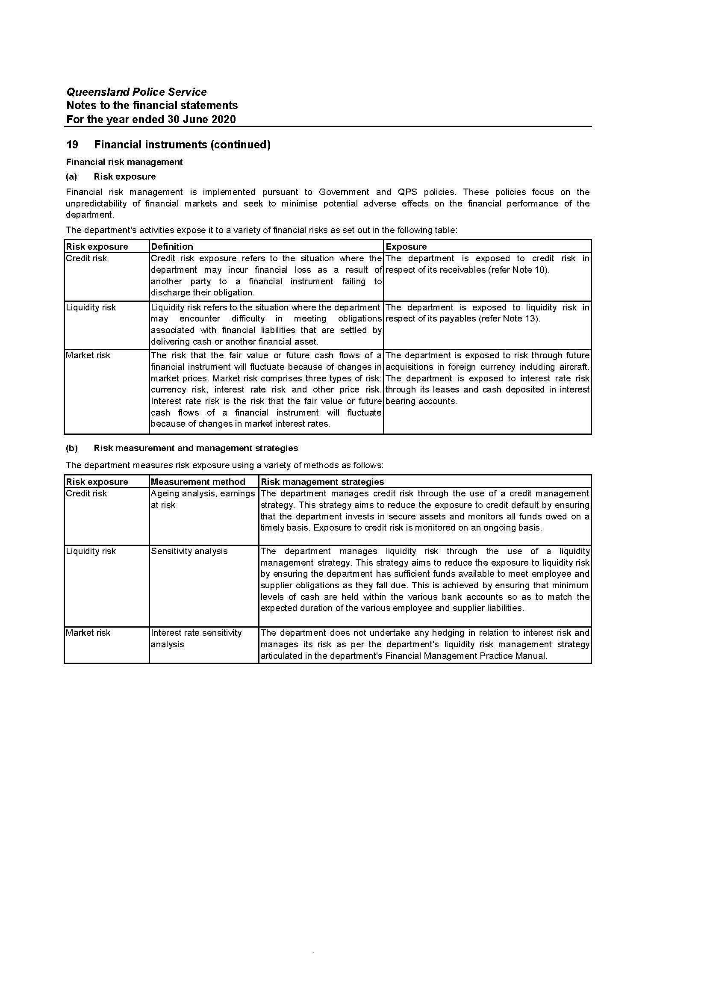 Queensland Police Service
Notes to the financial statements
For the year ended 30 June 2020
19 Financial instruments (continued)
Financial risk management
(a) Risk exposure
Financial risk management is implemented pursuant to Government and QPS policies. These policies focus on the
unpredictability of financial markets and seek to minimise potential adverse effects on the financial performance of the
department.
The department's activities expose it to a variety of financial risks as set out in the following table:
Risk exposure Definition Exposure
Credit risk Credit risk exposure refers to the situation where the The department is exposed to credit risk in
department may incur financial loss as a result of respect of its receivables (refer Note 10).
another party to a financial instrument failing to
discharge their obligation.
Liquidity risk Liquidity risk refers to the situation where the department The department is exposed to liquidity risk in
may encounter difficulty in meeting obligations respect of its payables (refer Note 13).
associated with financial liabilities that are settled by
delivering cash or another financial asset.
Market risk The risk that the fair value or future cash flows of a The department is exposed to risk through future
financial instrument will fluctuate because of changes in acquisitions in foreign currency including aircraft.
market prices. Market risk comprises three types of risk: The department is exposed to interest rate risk
currency risk, interest rate risk and other price risk. through its leases and cash deposited in interest
Interest rate risk is the risk that the fair value or future bearing accounts.
cash flows of a financial instrument will fluctuate
because of changes in market interest rates.
(b) Risk measurement and management strategies
The department measures risk exposure using a variety of methods as follows:
Risk exposure Measurement method Risk management strategies
Credit risk Ageing analysis, earnings The department manages credit risk through the use of a credit management
at risk strategy. This strategy aims to reduce the exposure to credit default by ensuring
that the department invests in secure assets and monitors all funds owed on a
timely basis. Exposure to credit risk is monitored on an ongoing basis.
Liquidity risk Sensitivity analysis The department manages liquidity risk through the use of a liquidity
management strategy. This strategy aims to reduce the exposure to liquidity risk
by ensuring the department has sufficient funds available to meet employee and
supplier obligations as they fall due. This is achieved by ensuring that minimum
levels of cash are held within the various bank accounts so as to match the
expected duration of the various employee and supplier liabilities.
Market risk Interest rate sensitivity The department does not undertake any hedging in relation to interest risk and
analysis manages its risk as per the department's liquidity risk management strategy
articulated in the department's Financial Management Practice Manual.